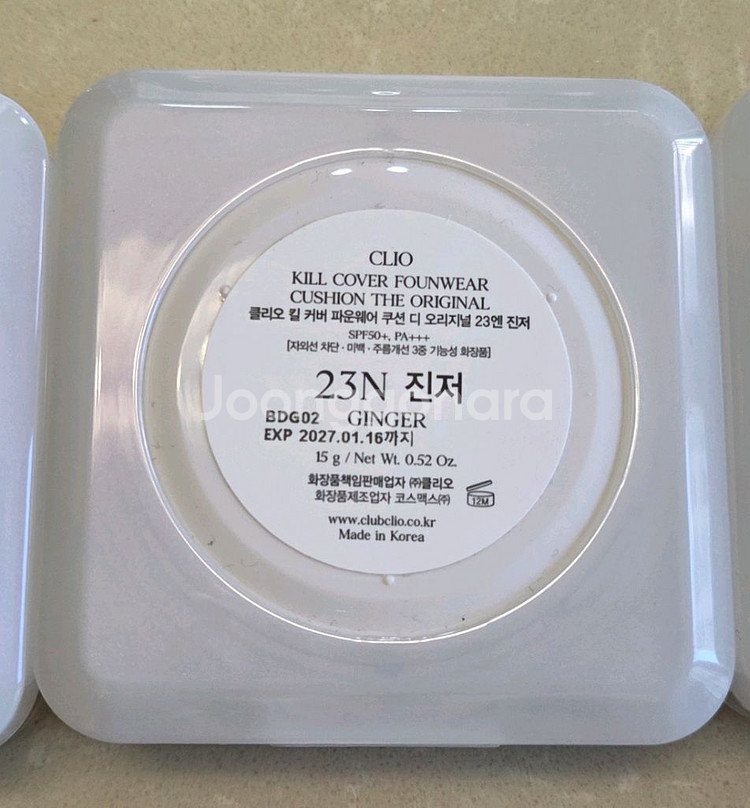 CLIO
KILL COVER FOUNWEAR
CUSHION THE ORIGINAL
클리오 킬 커버 파운웨어 쿠션 디 오리지널 23엔 진저
SPF50+, PA+++
[자외선 차단 · 미백 · 주름개선 3중 기능성 화장품]
23N 진저
Joonggonara
BDG02 GINGER
EXP 2027.01.16까지
15 g / Net Wt. 0.52 Oz.
화장품책임판매업자 ㈜클리오
화장품제조업자 코스맥스㈜
12M
www.clubclio.co.kr
Made in Korea